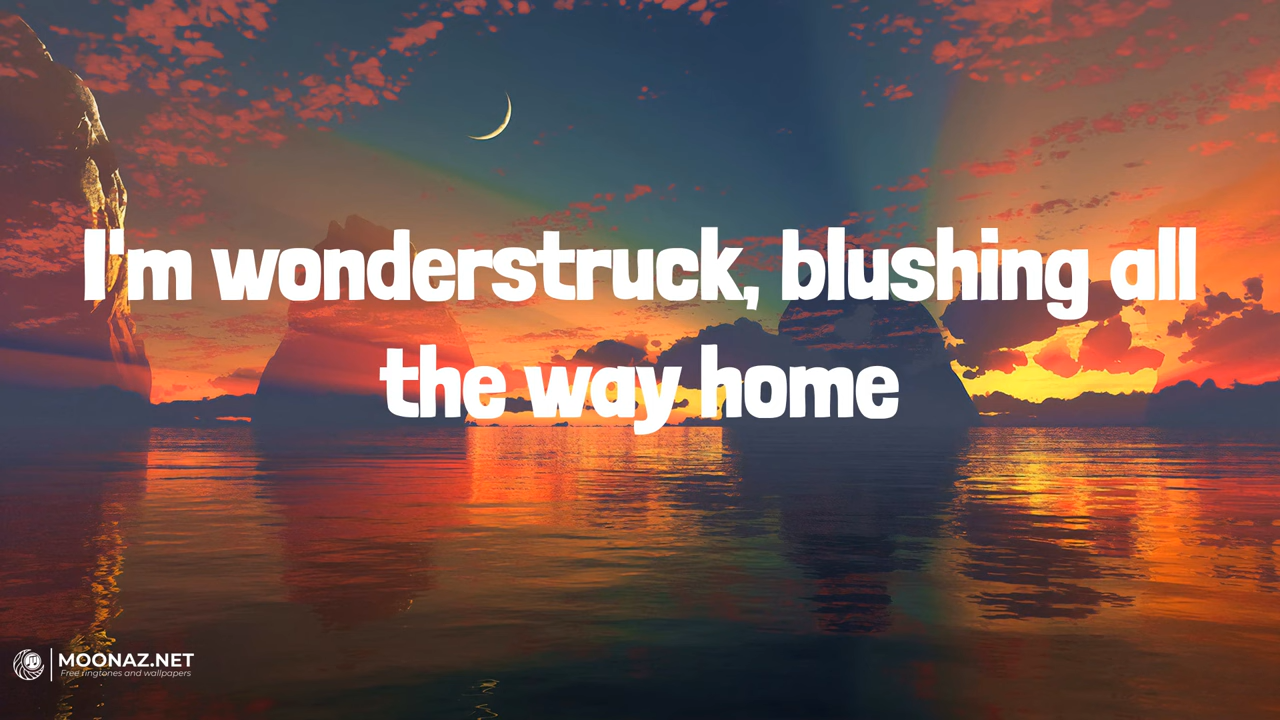 I'm wonderstruck, blushing all
the way home
MOONAZ.NET
Free ringtones and wallpapers